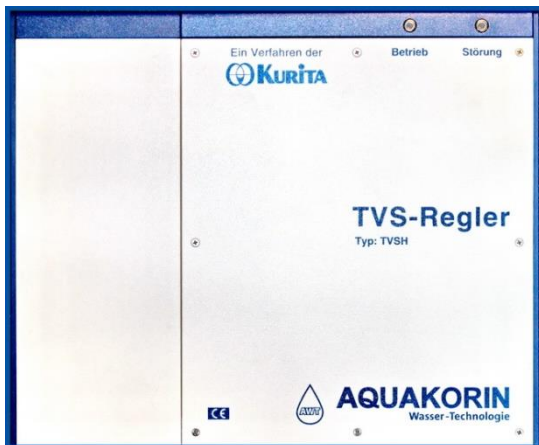 Ein Verfahren der
KURITA
Betrieb
Störung
TVS-Regler
Typ: TVSH
CE
AWT
AQUAKORIN
Wasser-Technologie